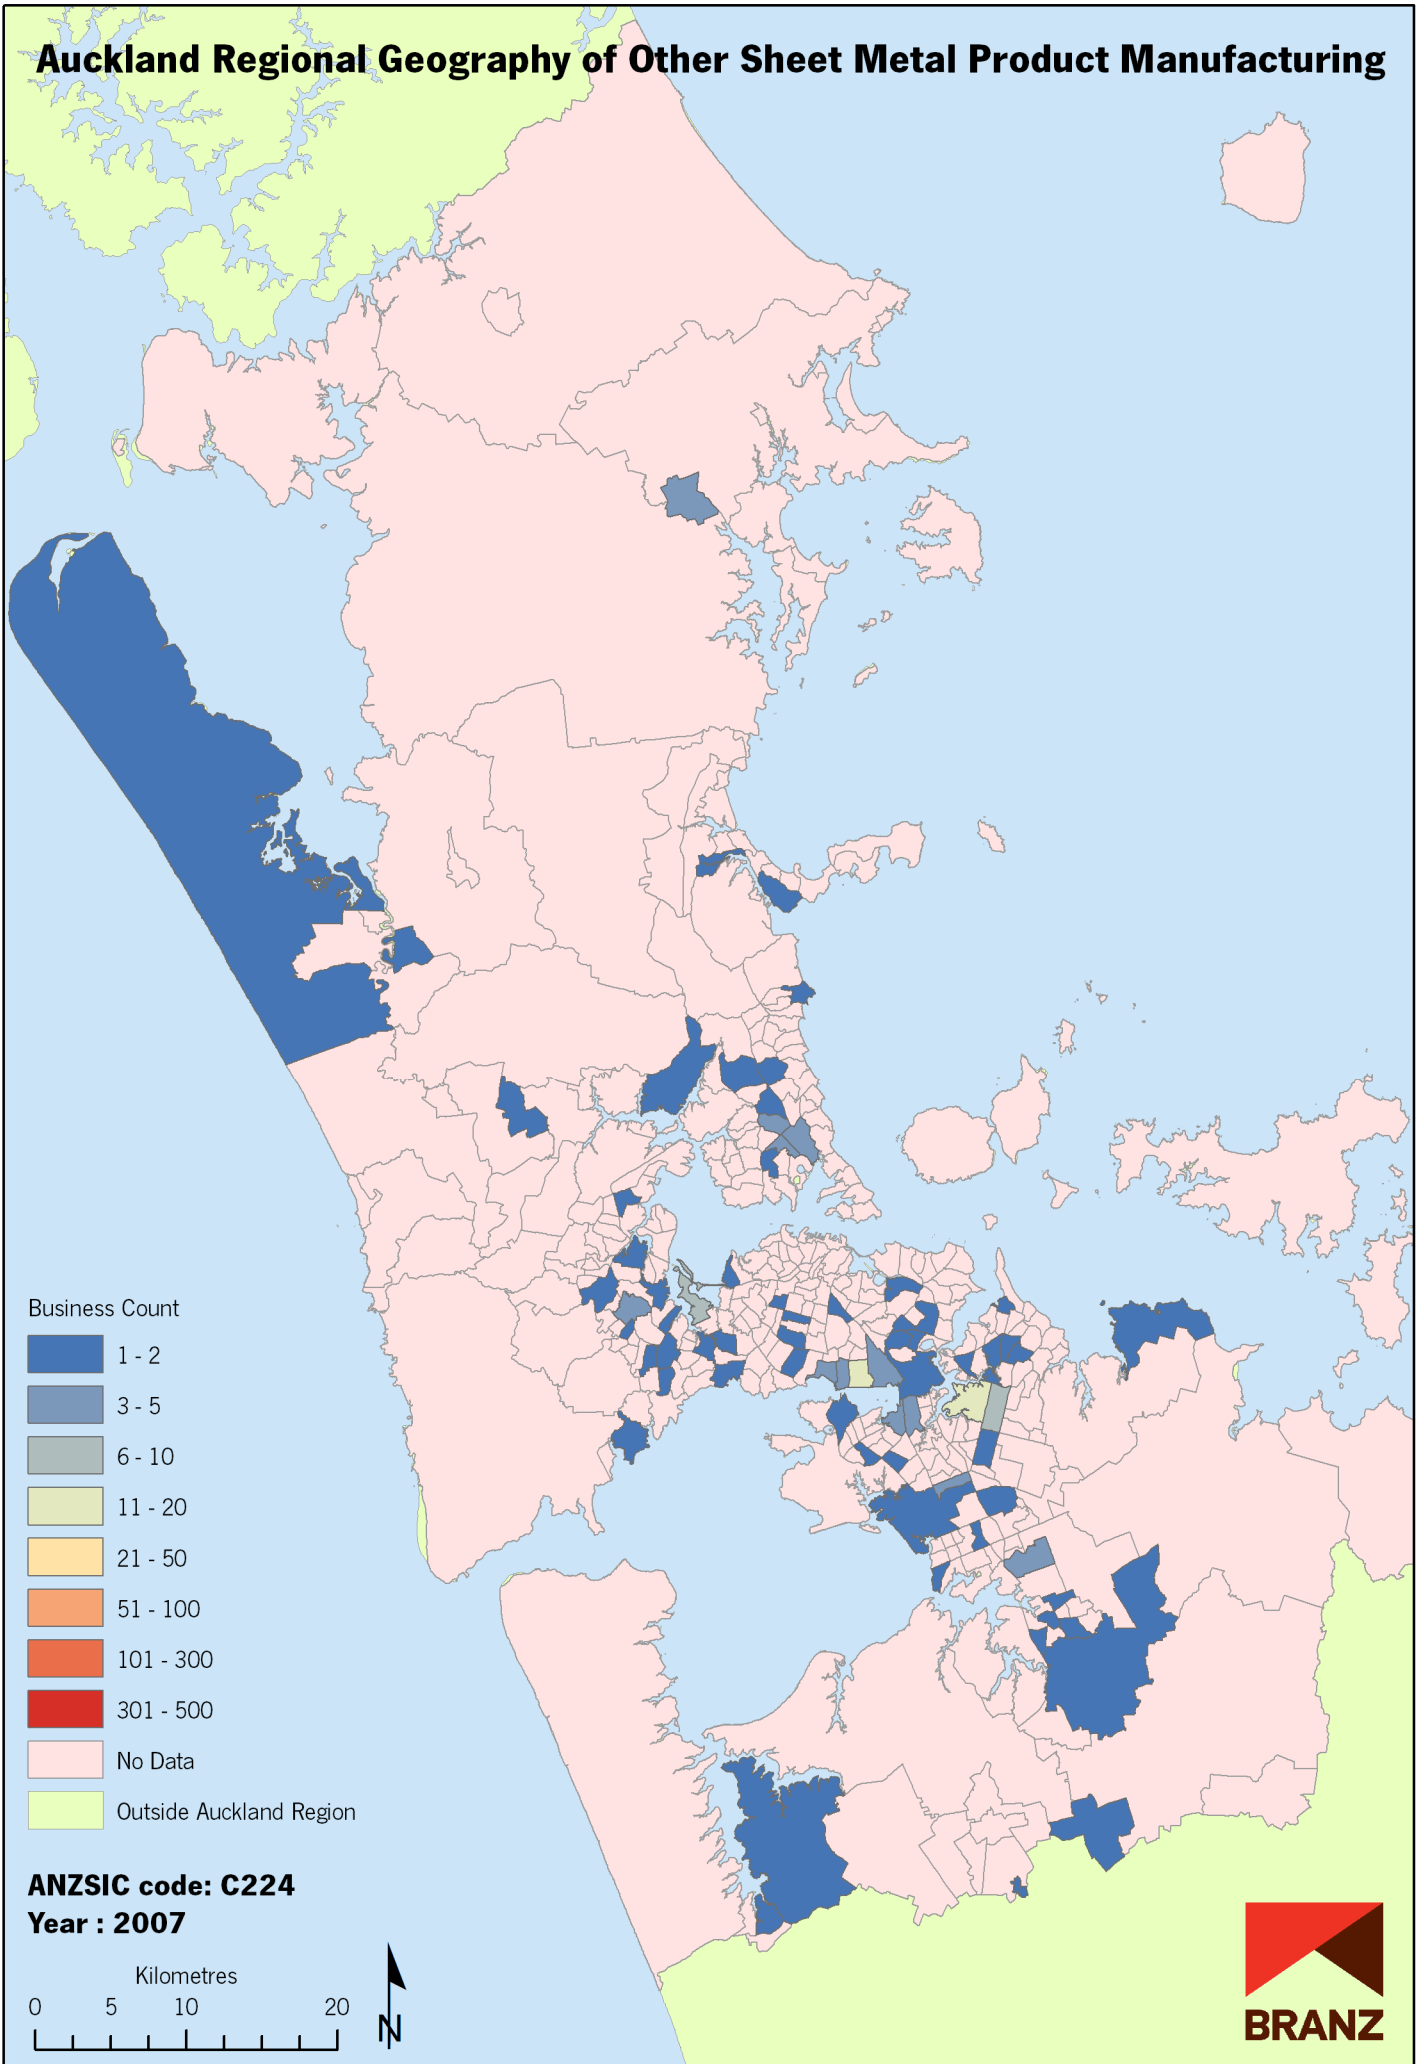 Auckland Regional Geography of Other Sheet Metal Product Manufacturing
Business Count
1 - 2
3 - 5
6 - 10
11 - 20
21 - 50
51 - 100
101 - 300
301 - 500
No Data
Outside Auckland Region
ANZSIC code: C224
Year : 2007
Kilometres
0 5 10 20
N
BRANZ